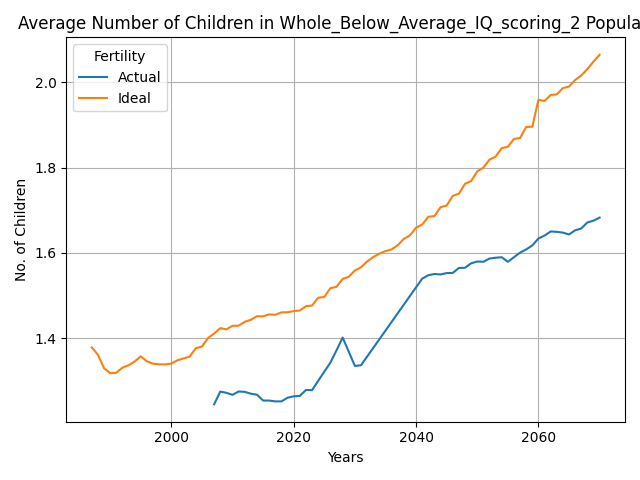 Average Number of Children in Whole_Below_Average_IQ_scoring_2 Popula
Fertility
Actual
Ideal
No. of Children
2.0
1.8
1.6
1.4
2000 2020 2040 2060
Years